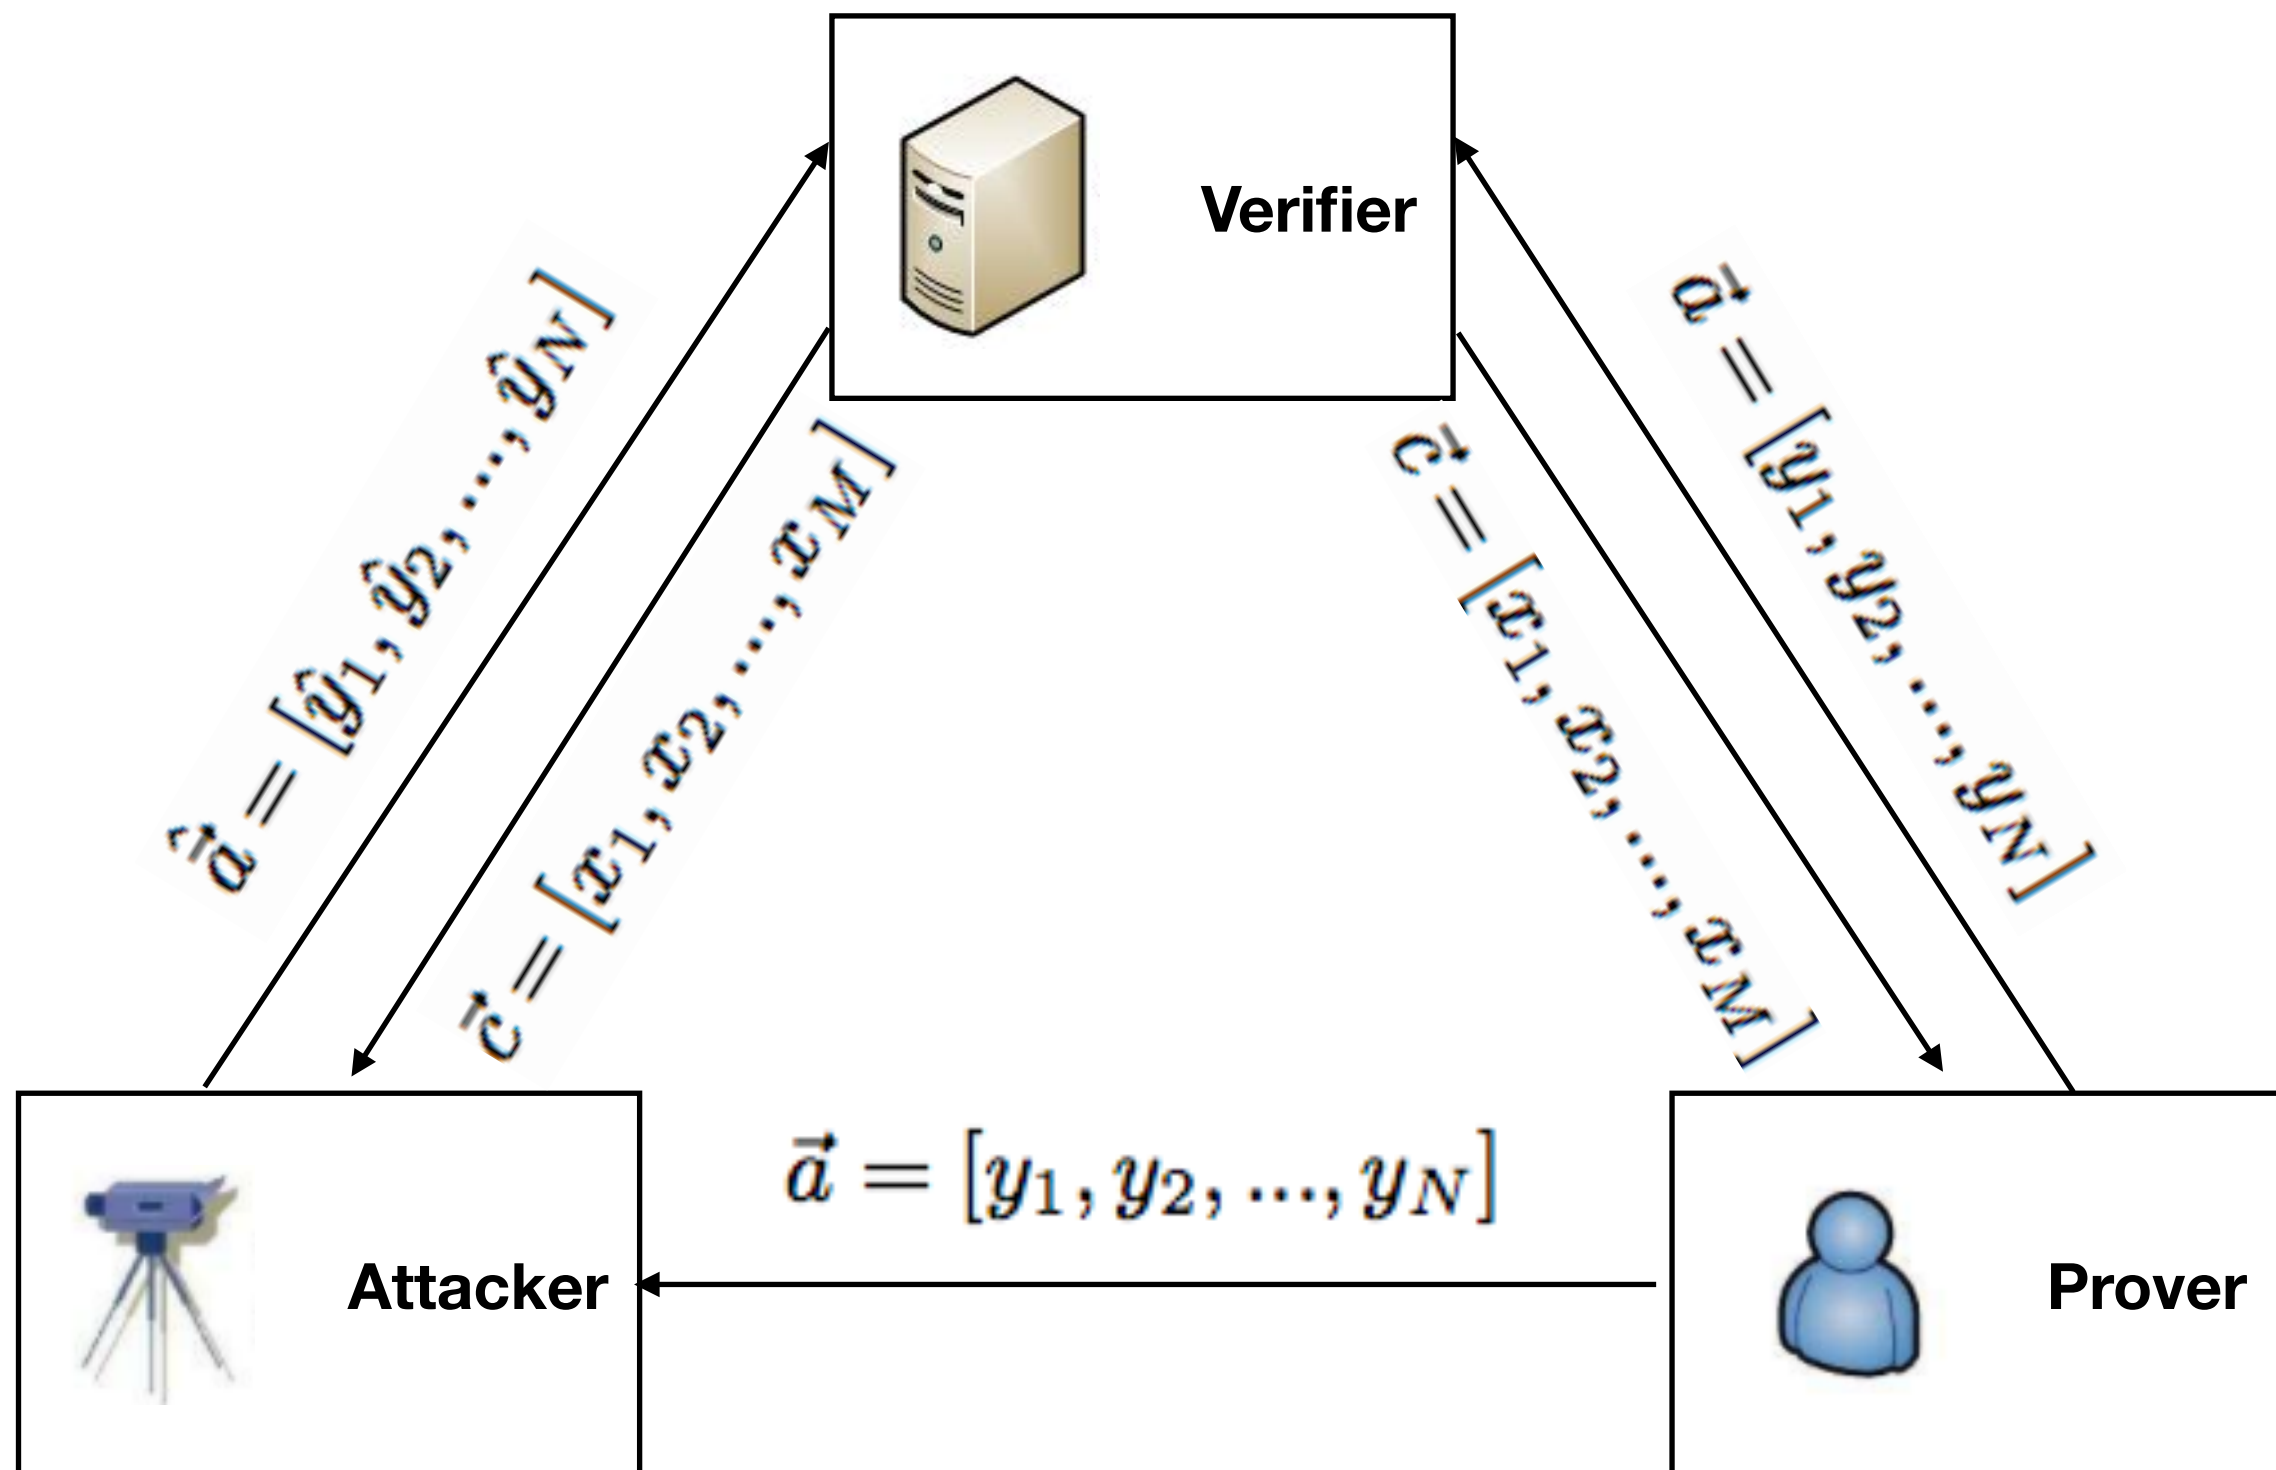 Verifier
\hat{\vec{a}} = [\hat{y}_1, \hat{y}_2, ..., \hat{y}_N]
\vec{c} = [x_1, x_2, ..., x_M]
\vec{c} = [x_1, x_2, ..., x_M]
\vec{a} = [y_1, y_2, ..., y_N]
\vec{a} = [y_1, y_2, ..., y_N]
Attacker
Prover